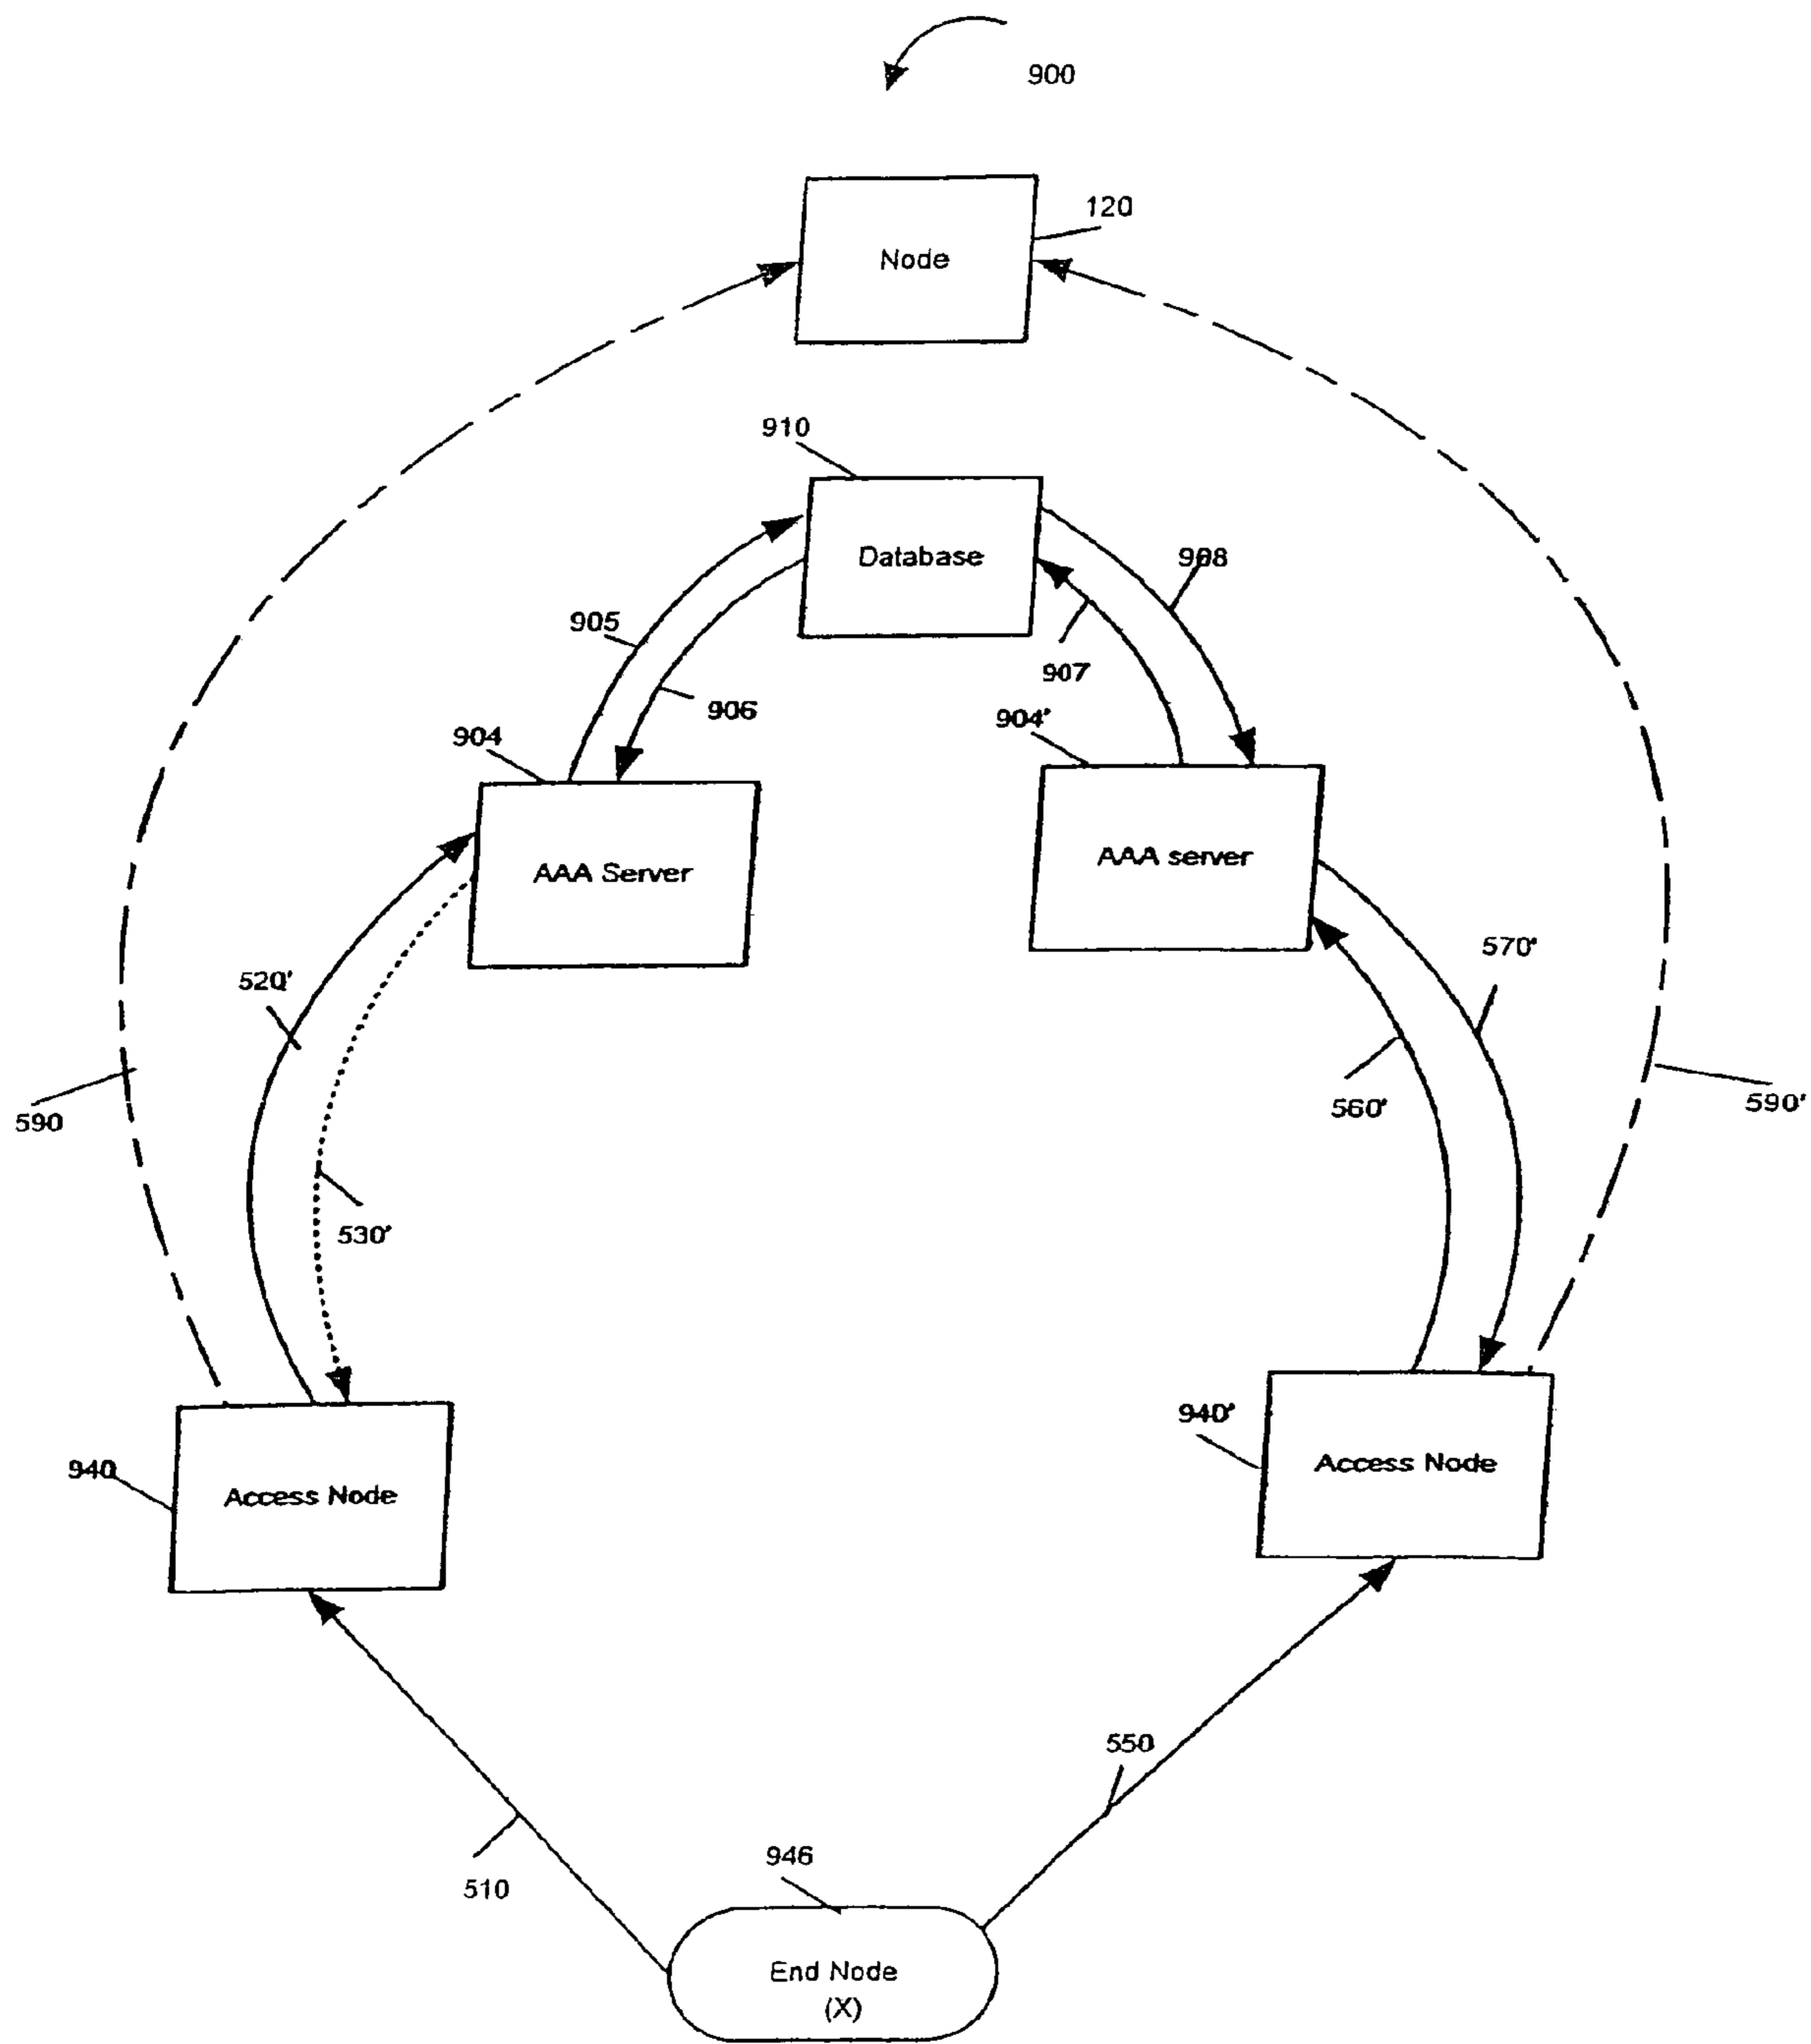 900
120
Node
910
Database
908
905
907
906
904'
904
AAA server
AAA Server
570'
520'
560'
590'
590
530'
940'
Access Node
940
Access Node
550
946
510
End Node
(X)